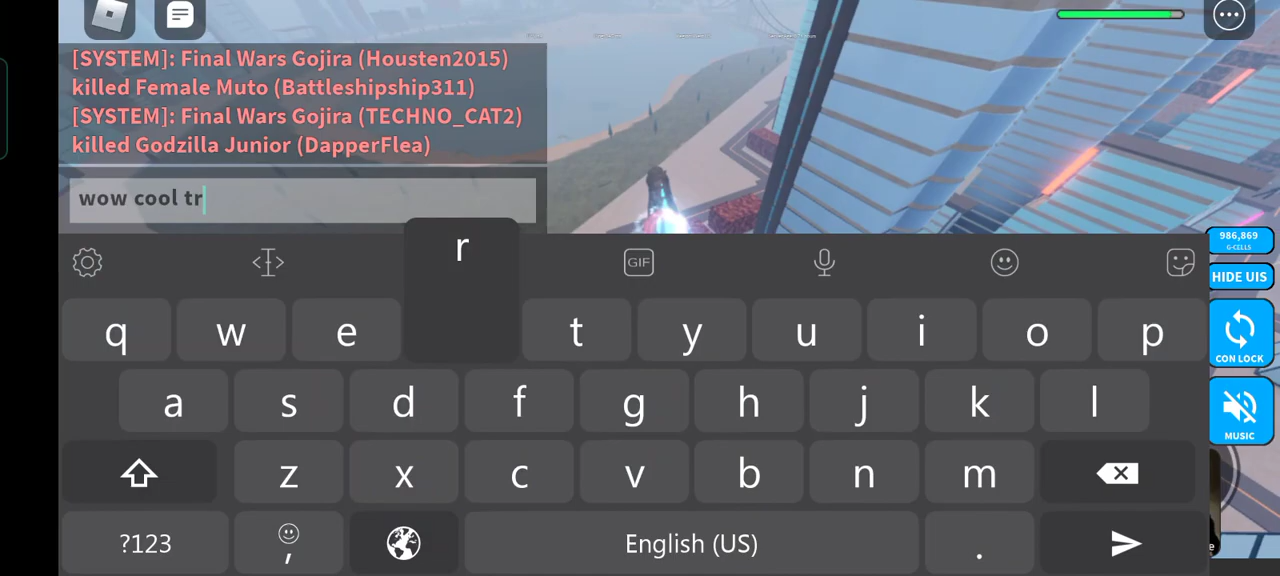 [SYSTEM]: Final Wars Gojira (Housten2015)
killed Female Muto (Battleshipship311)
[SYSTEM]: Final Wars Gojira (TECHNO_CAT2)
killed Godzilla Junior (DapperFlea)
wow cool tr
986,869
G-CELLS
HIDE UIS
CON LOCK
MUSIC
r
GIF
q w e t y u i o p
a s d f g h j k l
z x c v b n m
?123 , English (US) .
e